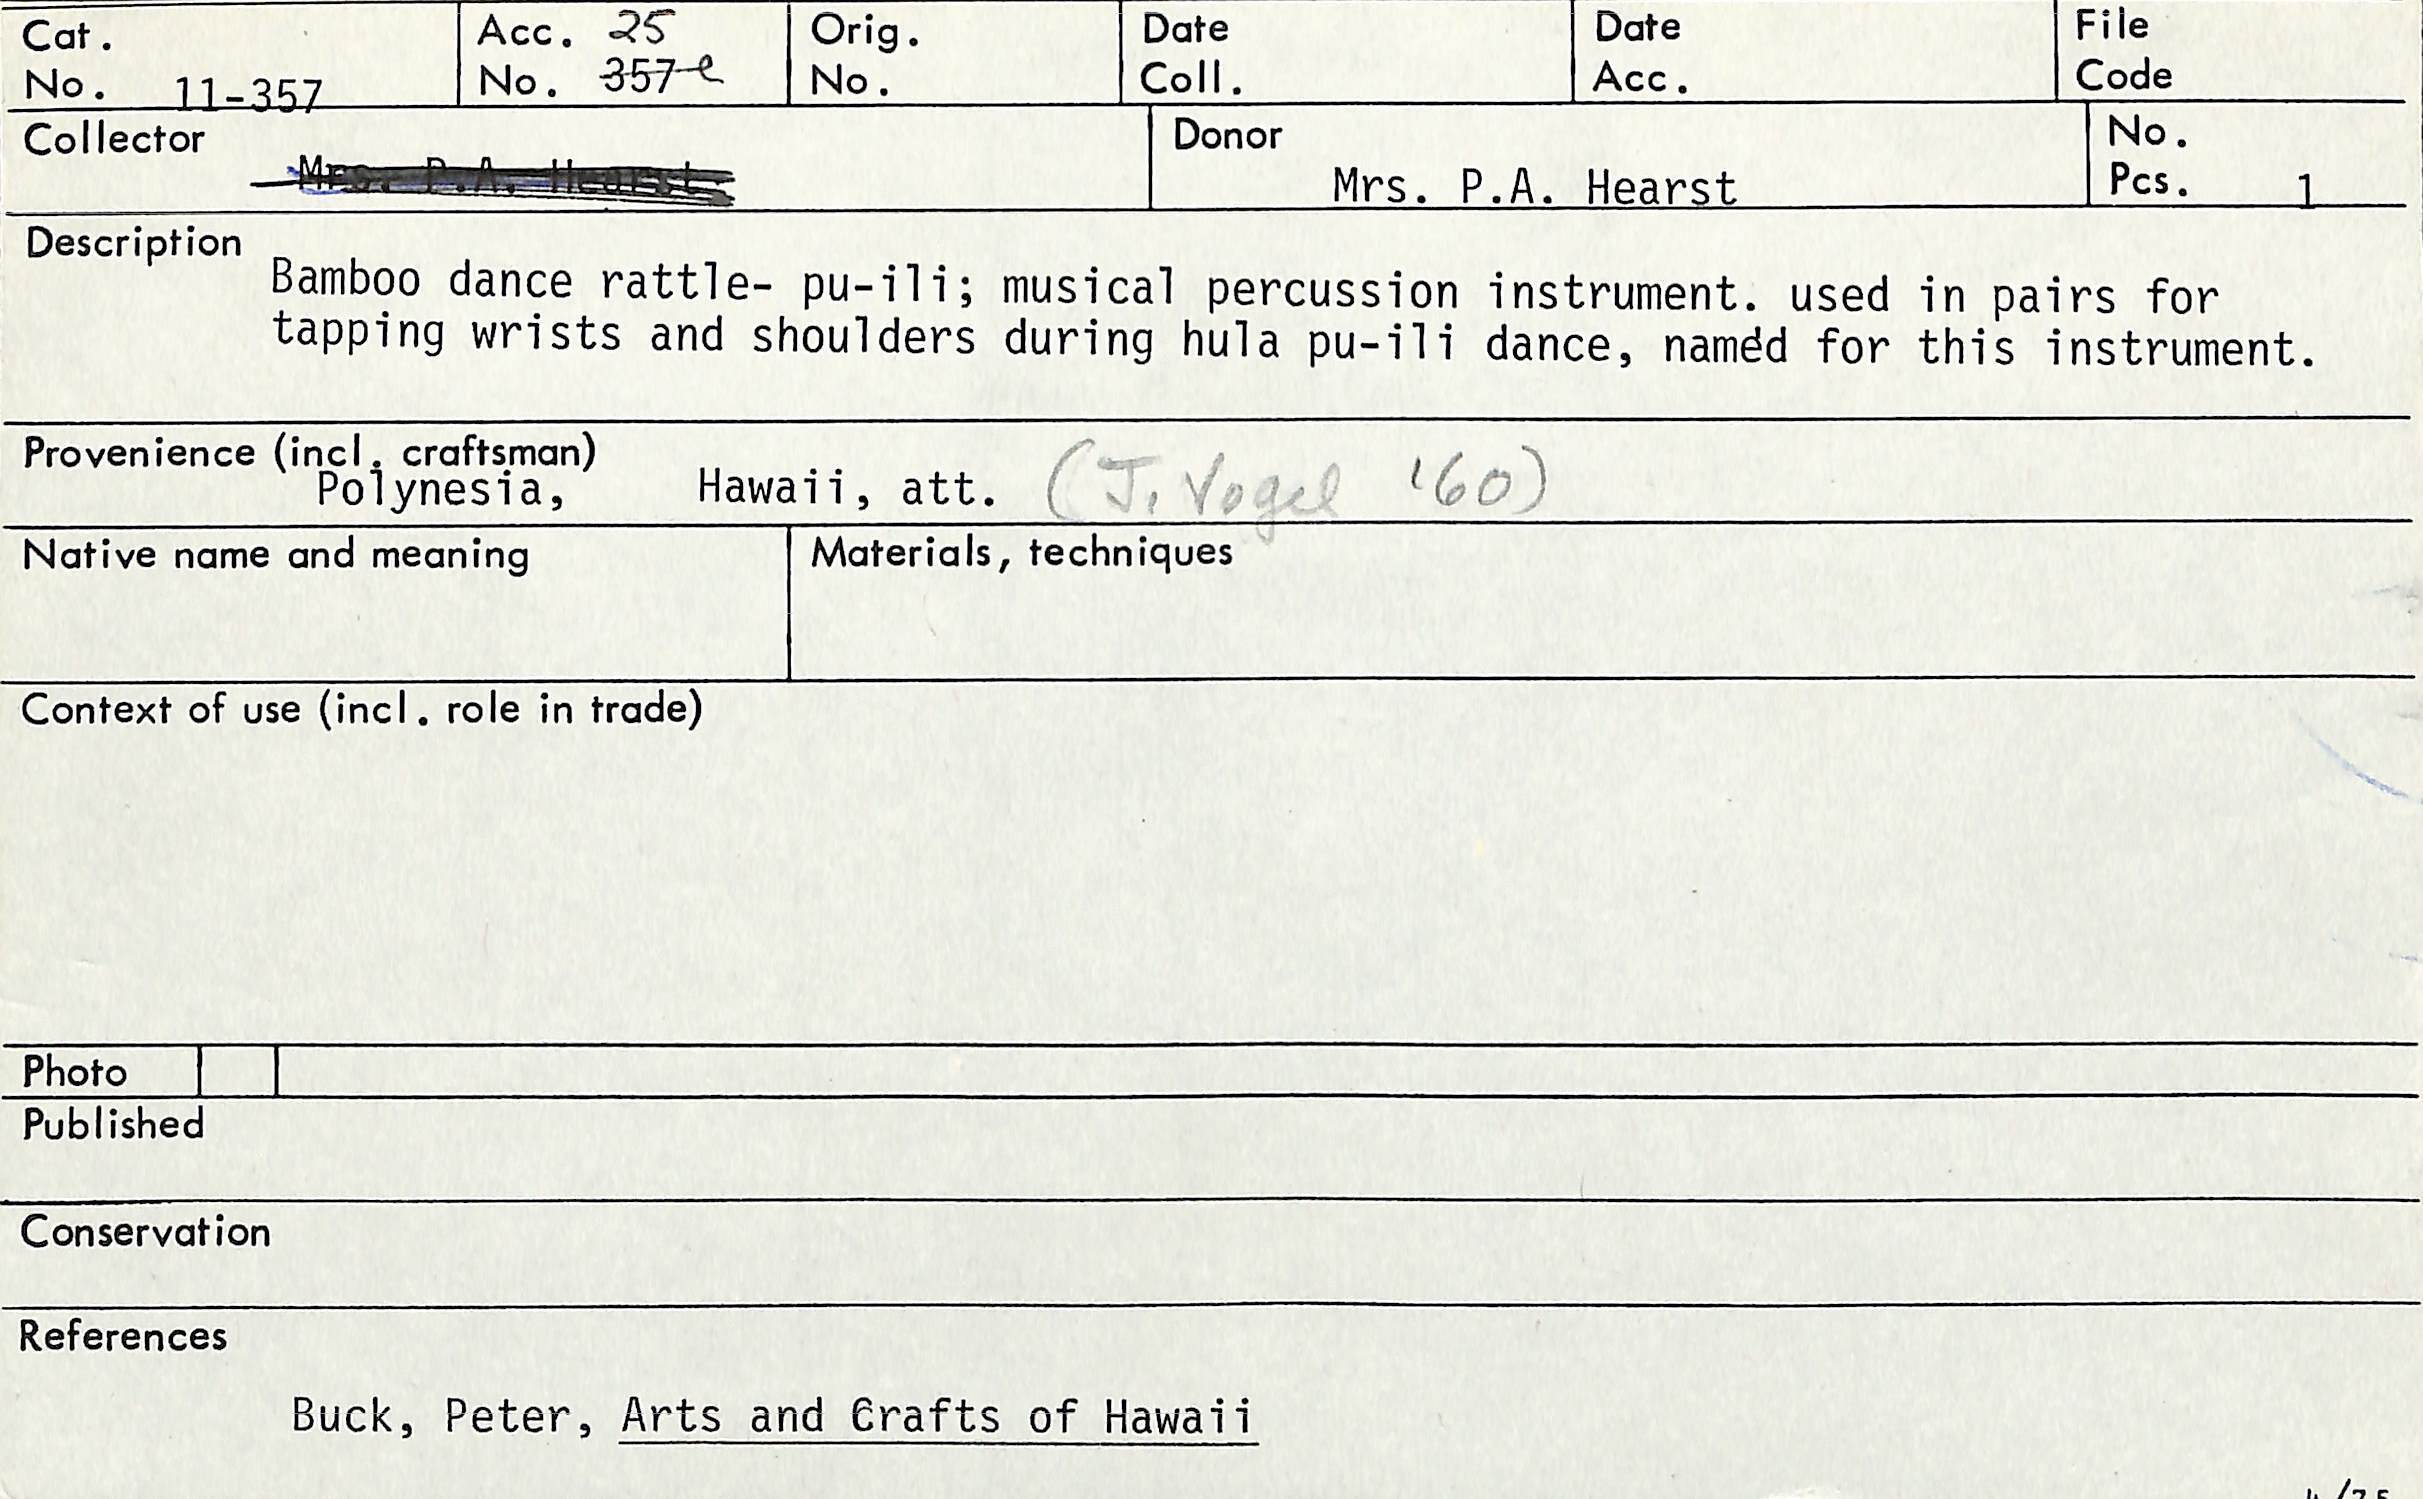 Cat. No. 11-357
Acc. No. 25 357 e
Orig. No.
Date Coll.
Date Acc.
File Code
Collector Mrs. P.A. Hearst
Donor Mrs. P.A. Hearst
No. Pcs. 1
Description
Bamboo dance rattle- pu-ili; musical percussion instrument. used in pairs for
tapping wrists and shoulders during hula pu-ili dance, named for this instrument.
Provenience (incl. craftsman)
Polynesia, Hawaii, att. (J. Vogel '60)
Native name and meaning
Materials, techniques
Context of use (incl. role in trade)
Photo
Published
Conservation
References
Buck, Peter, Arts and Crafts of Hawaii